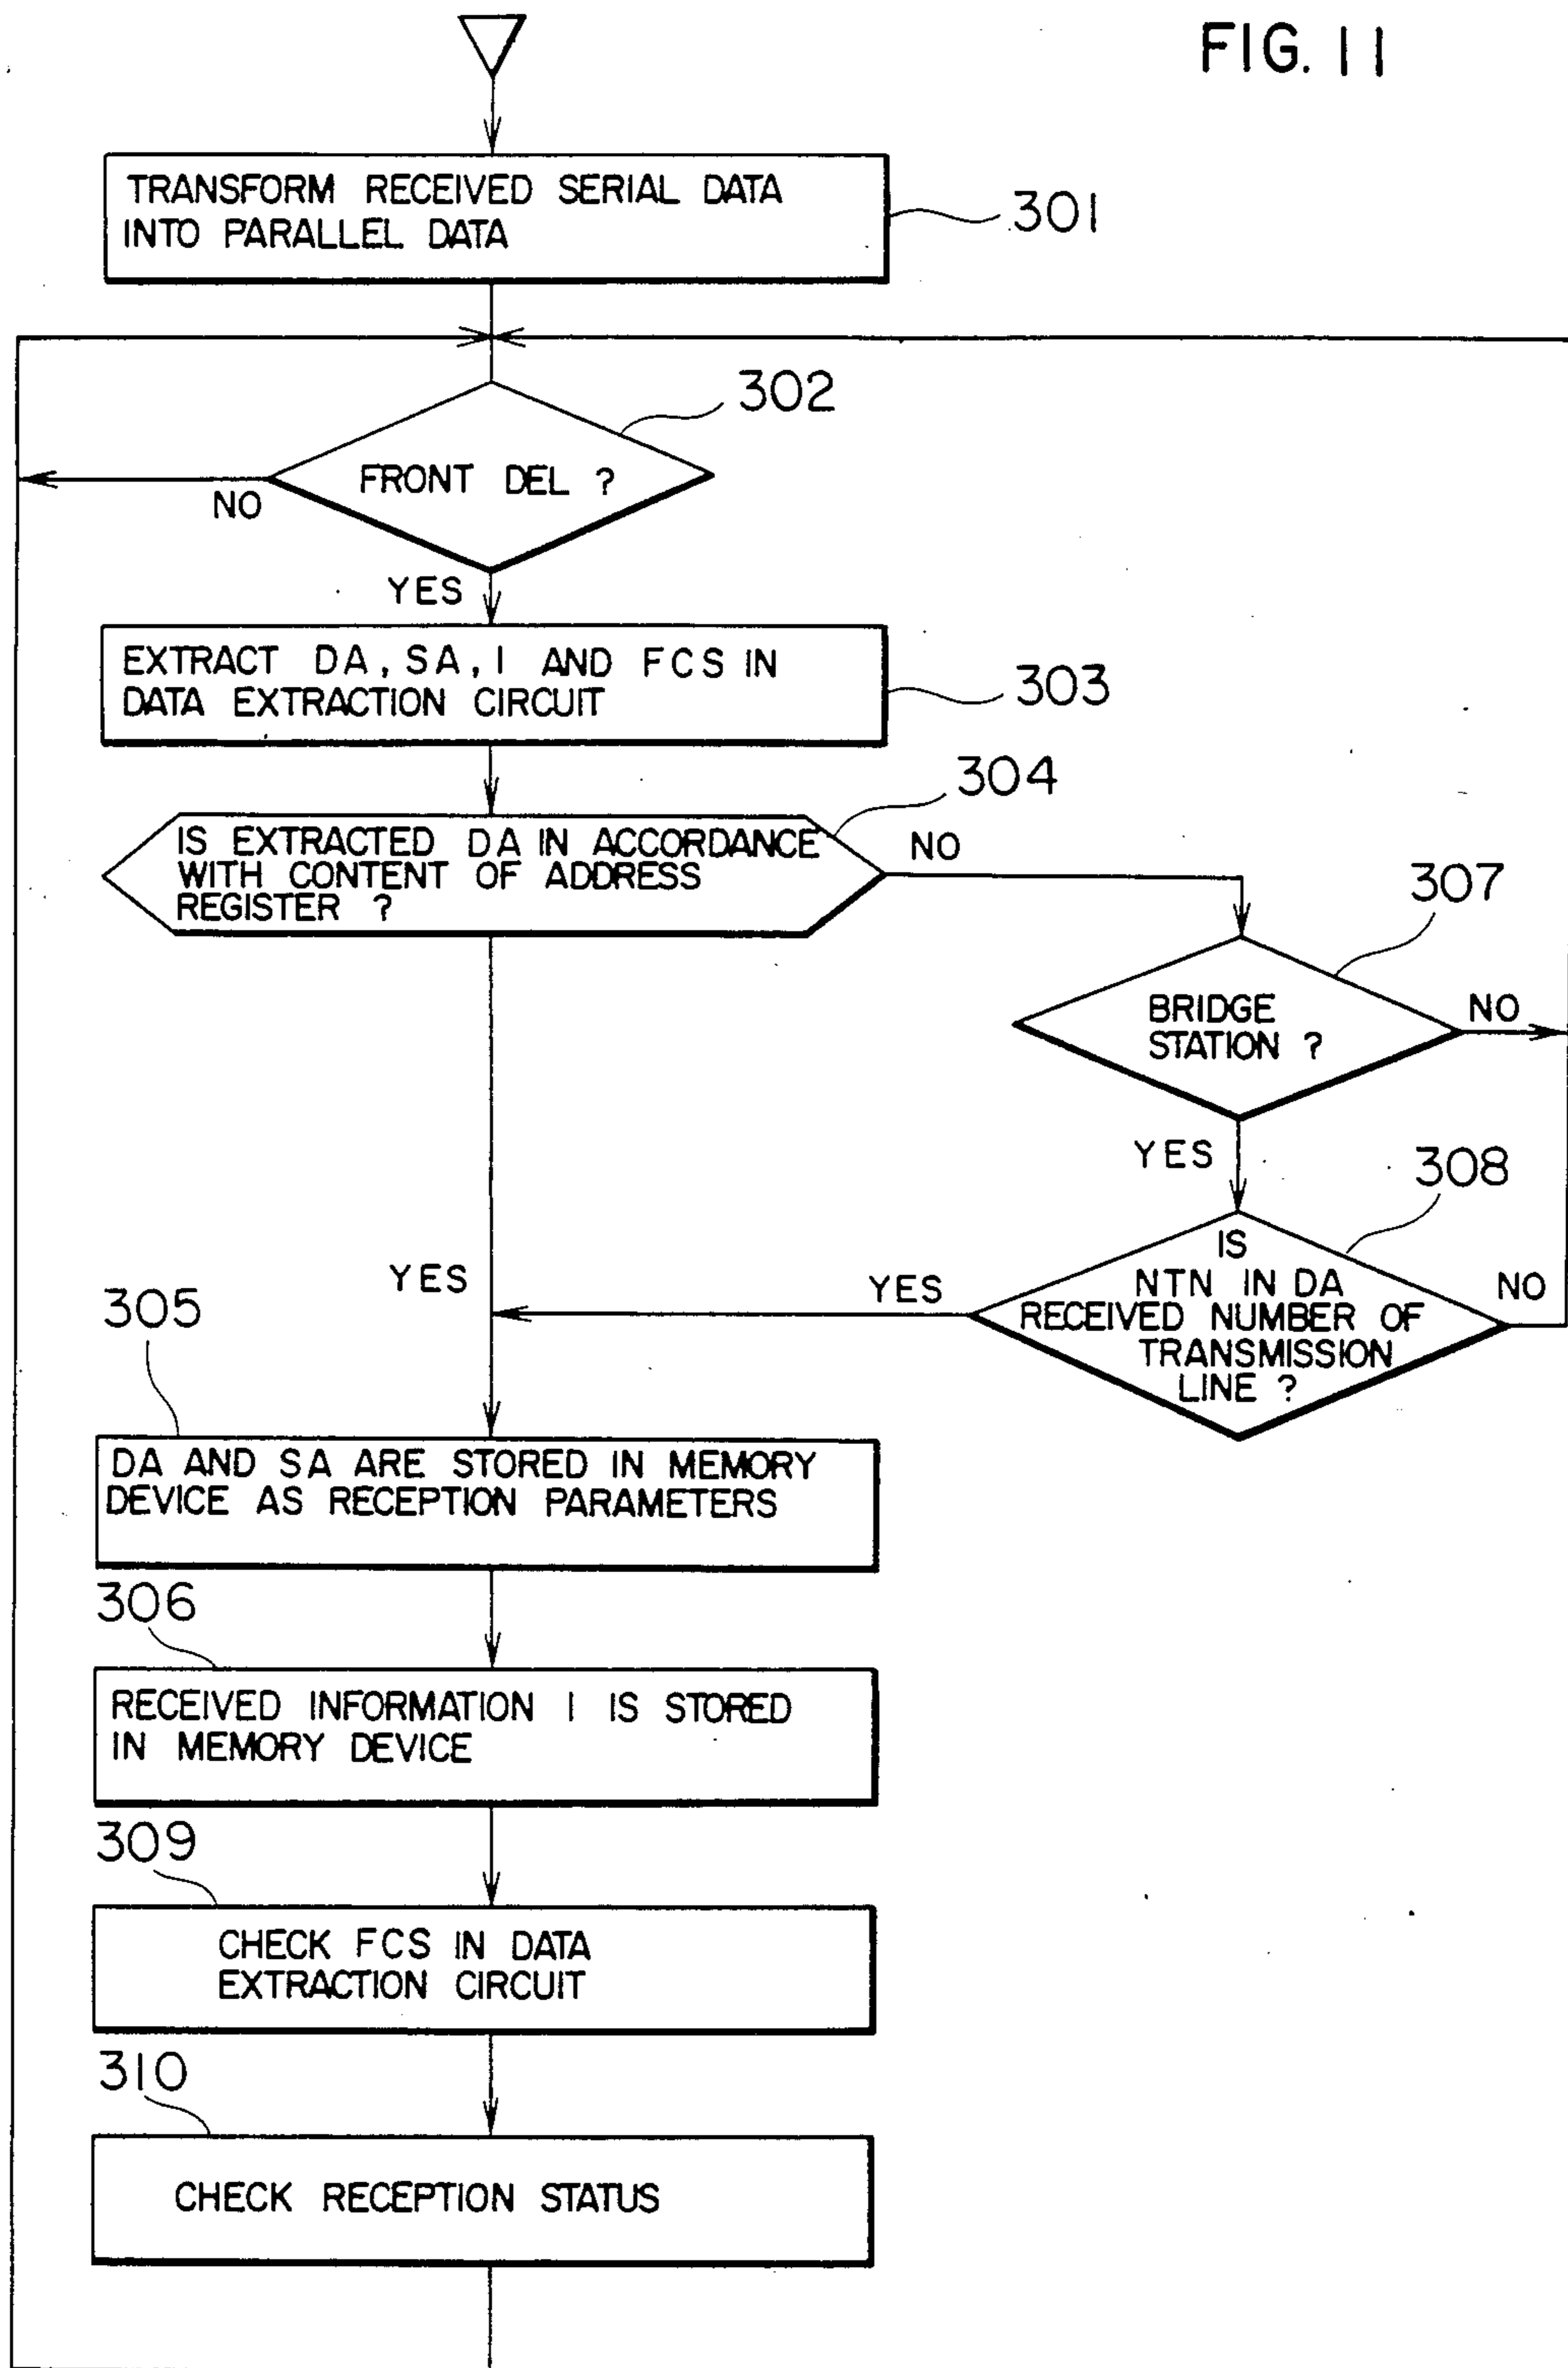 FIG. 11
TRANSFORM RECEIVED SERIAL DATA
INTO PARALLEL DATA
301
302
FRONT DEL ?
NO
YES
EXTRACT DA, SA, I AND FCS IN
DATA EXTRACTION CIRCUIT
303
304
IS EXTRACTED DA IN ACCORDANCE
WITH CONTENT OF ADDRESS
REGISTER ?
NO
307
BRIDGE
STATION ?
NO
YES
308
IS
NTN IN DA
RECEIVED NUMBER OF
TRANSMISSION
LINE ?
NO
YES
YES
305
DA AND SA ARE STORED IN MEMORY
DEVICE AS RECEPTION PARAMETERS
306
RECEIVED INFORMATION I IS STORED
IN MEMORY DEVICE
309
CHECK FCS IN DATA
EXTRACTION CIRCUIT
310
CHECK RECEPTION STATUS